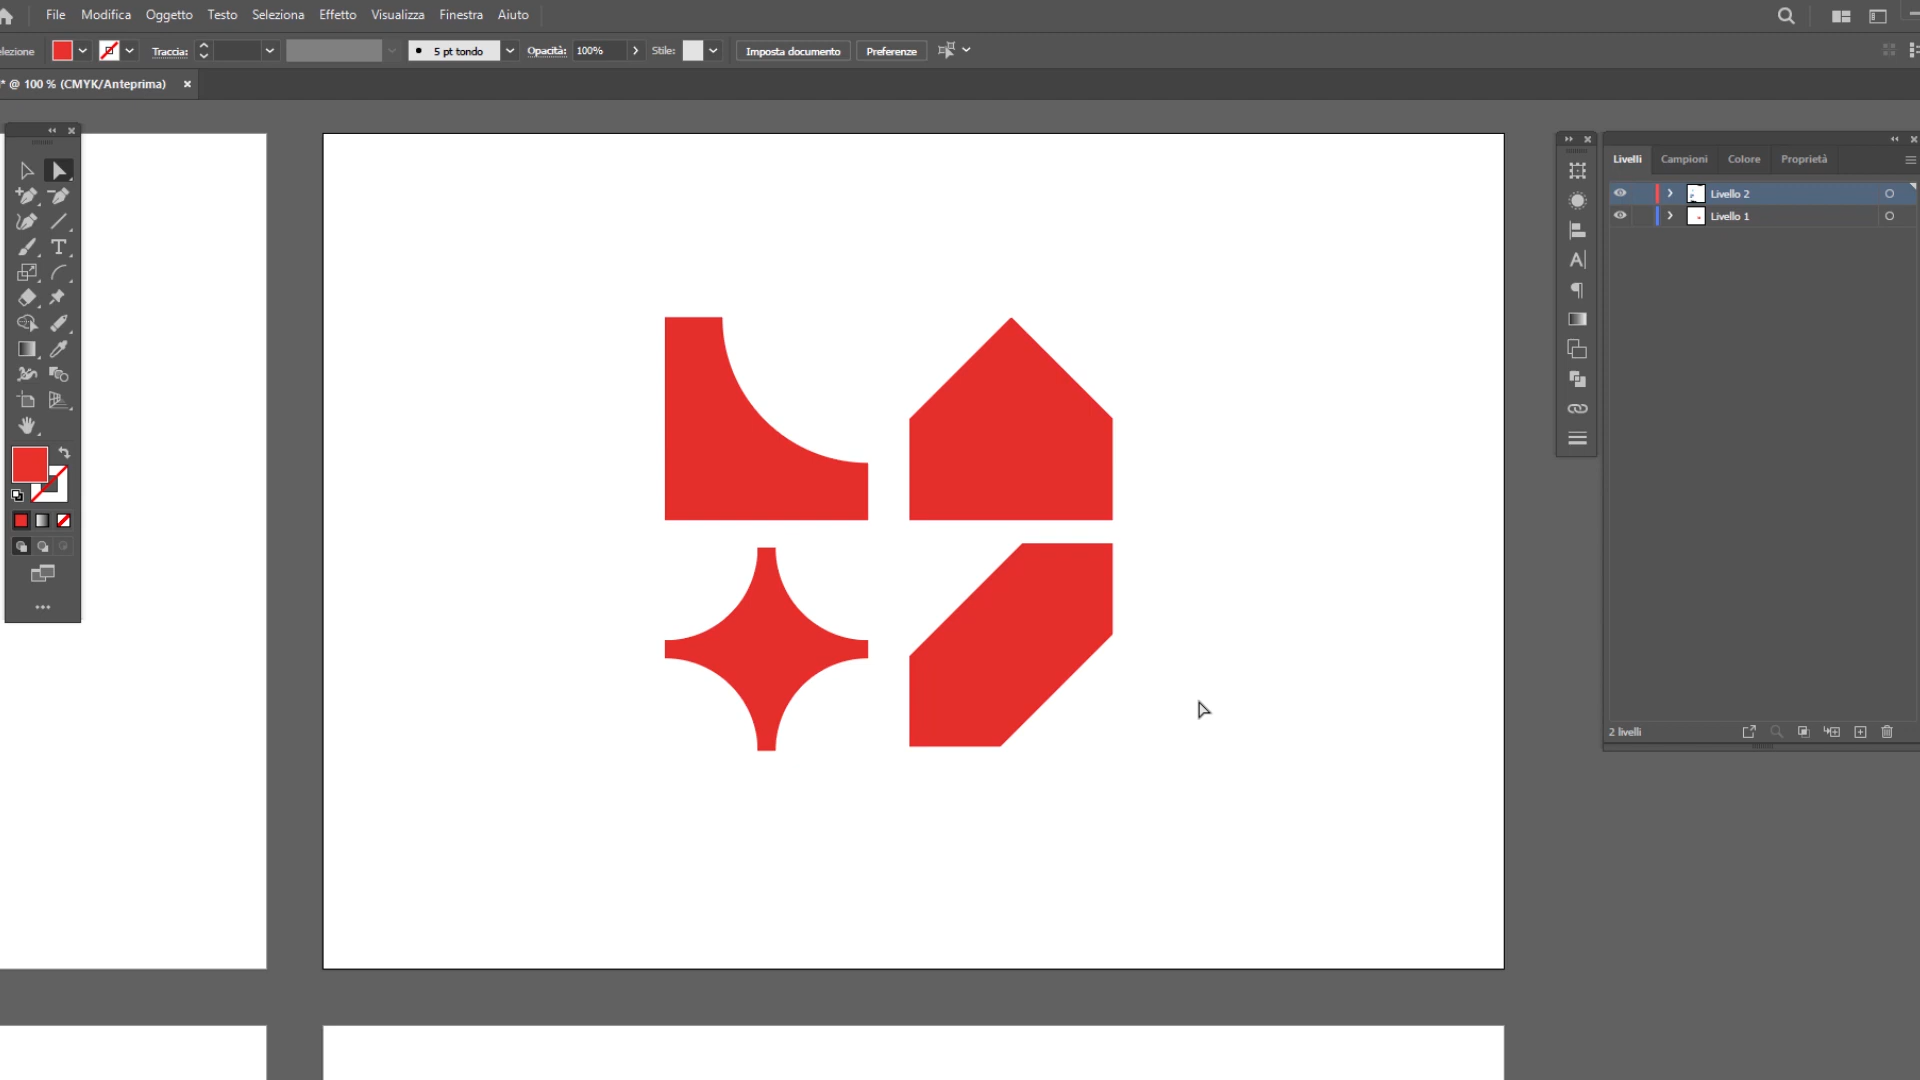 File Modifica Oggetto Testo Seleziona Effetto Visualizza Finestra Aiuto
elezione Traccia: 5 pt tondo Opacità: 100% Stile: Imposta documento Preferenze
* @ 100 % (CMYK/Anteprima)
Livelli Campioni Colore Proprietà
Livello 2
Livello 1
2 livelli